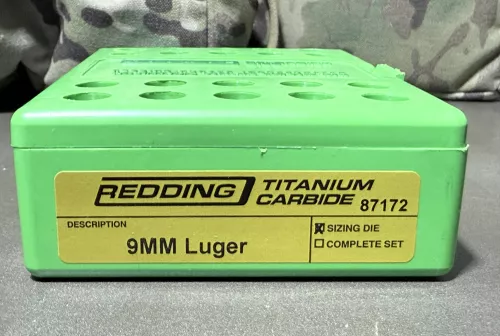 REDDING
TITANIUM
CARBIDE 87172
DESCRIPTION
9MM Luger
☒ SIZING DIE
☐ COMPLETE SET